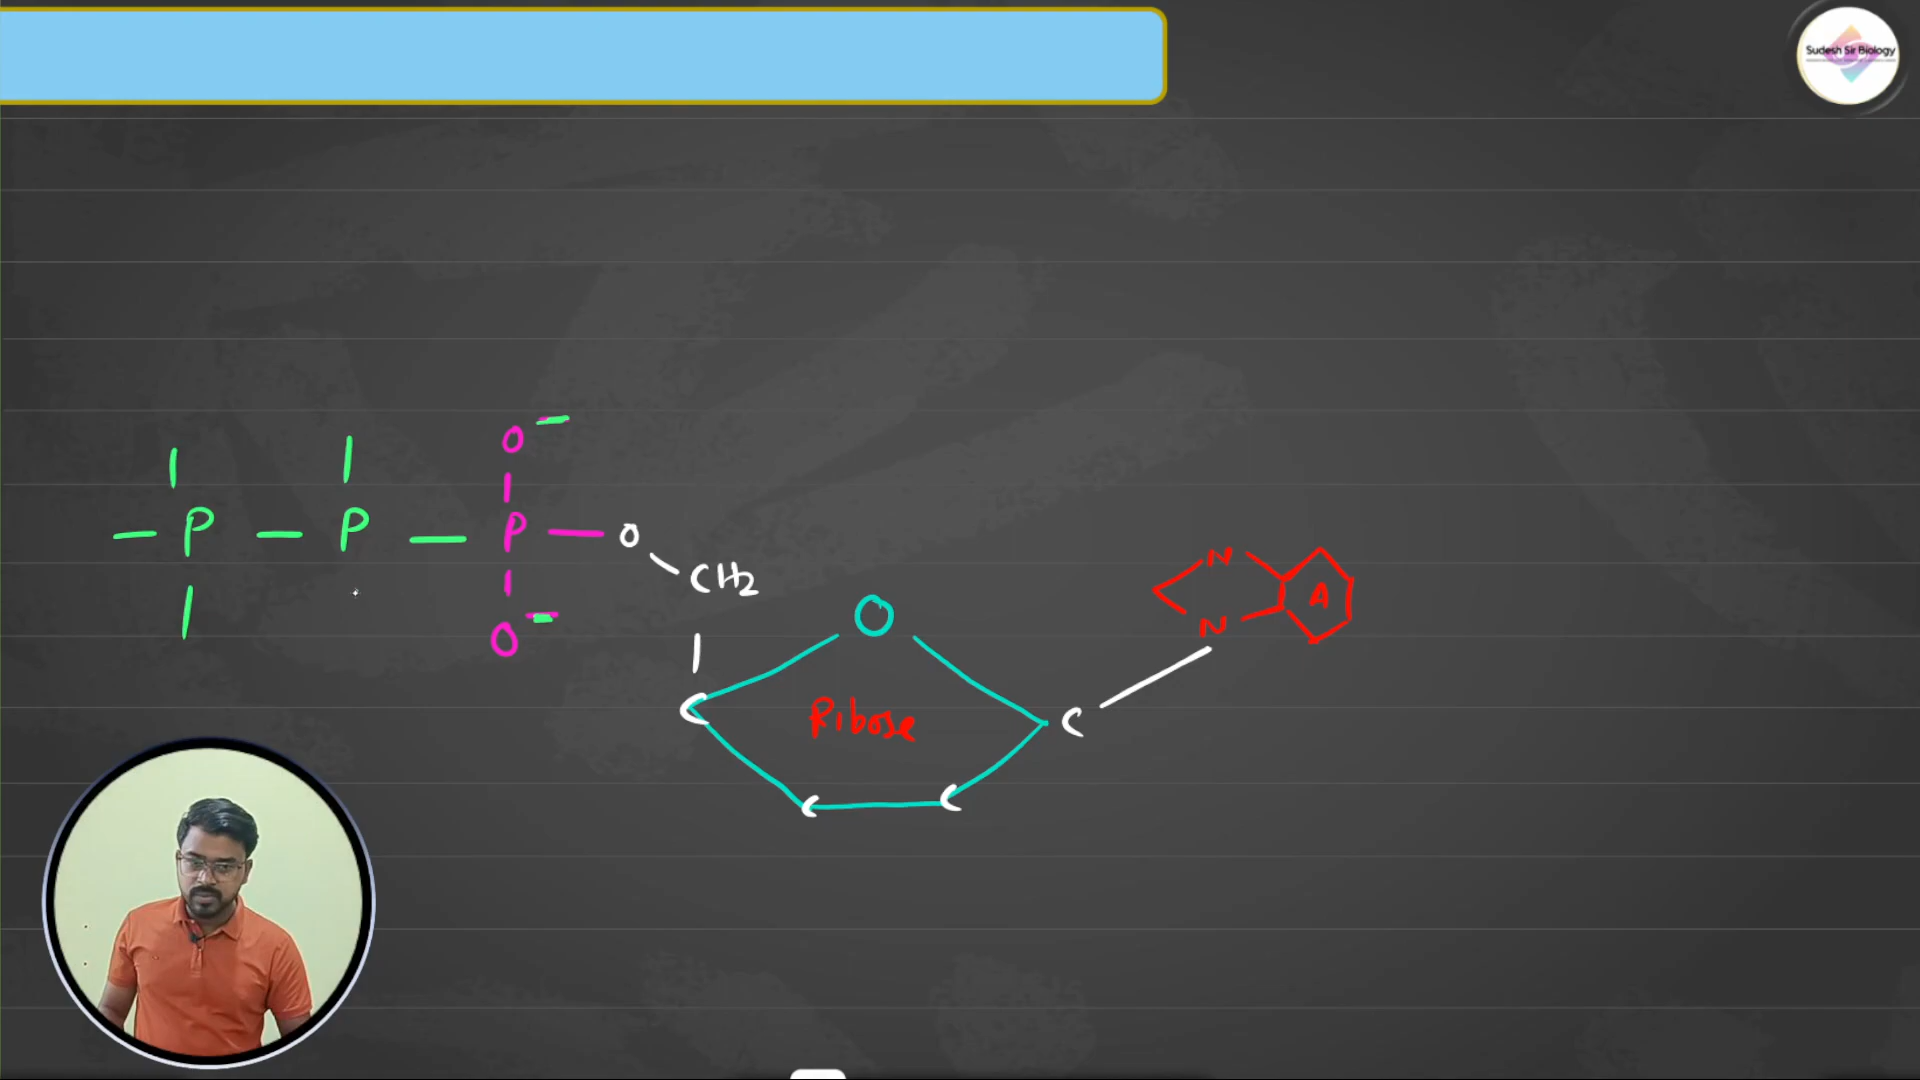 Sudesh Sir Biology
O⁻
P P P O
CH₂
O⁻
O
N
N
A
C
Ribose
C
C
C